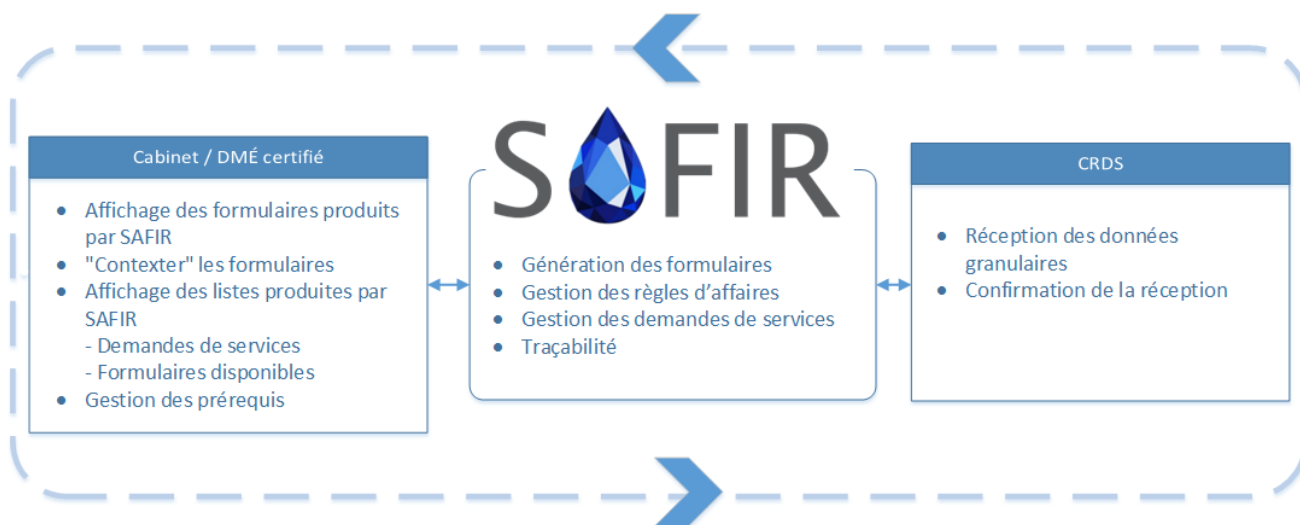 Cabinet / DMÉ certifié
• Affichage des formulaires produits
par SAFIR
• "Contexter" les formulaires
• Affichage des listes produites par
SAFIR
- Demandes de services
- Formulaires disponibles
• Gestion des prérequis
SAFIR
• Génération des formulaires
• Gestion des règles d’affaires
• Gestion des demandes de services
• Traçabilité
CRDS
• Réception des données
granulaires
• Confirmation de la réception